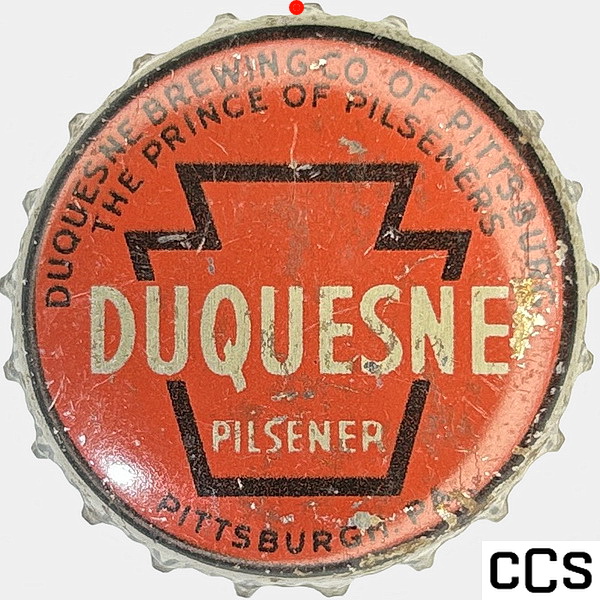 DUQUESNE BREWING CO. OF PITTSBURGH
THE PRINCE OF PILSENERS
DUQUESNE
PILSENER
PITTSBURGH, PA.
CCS